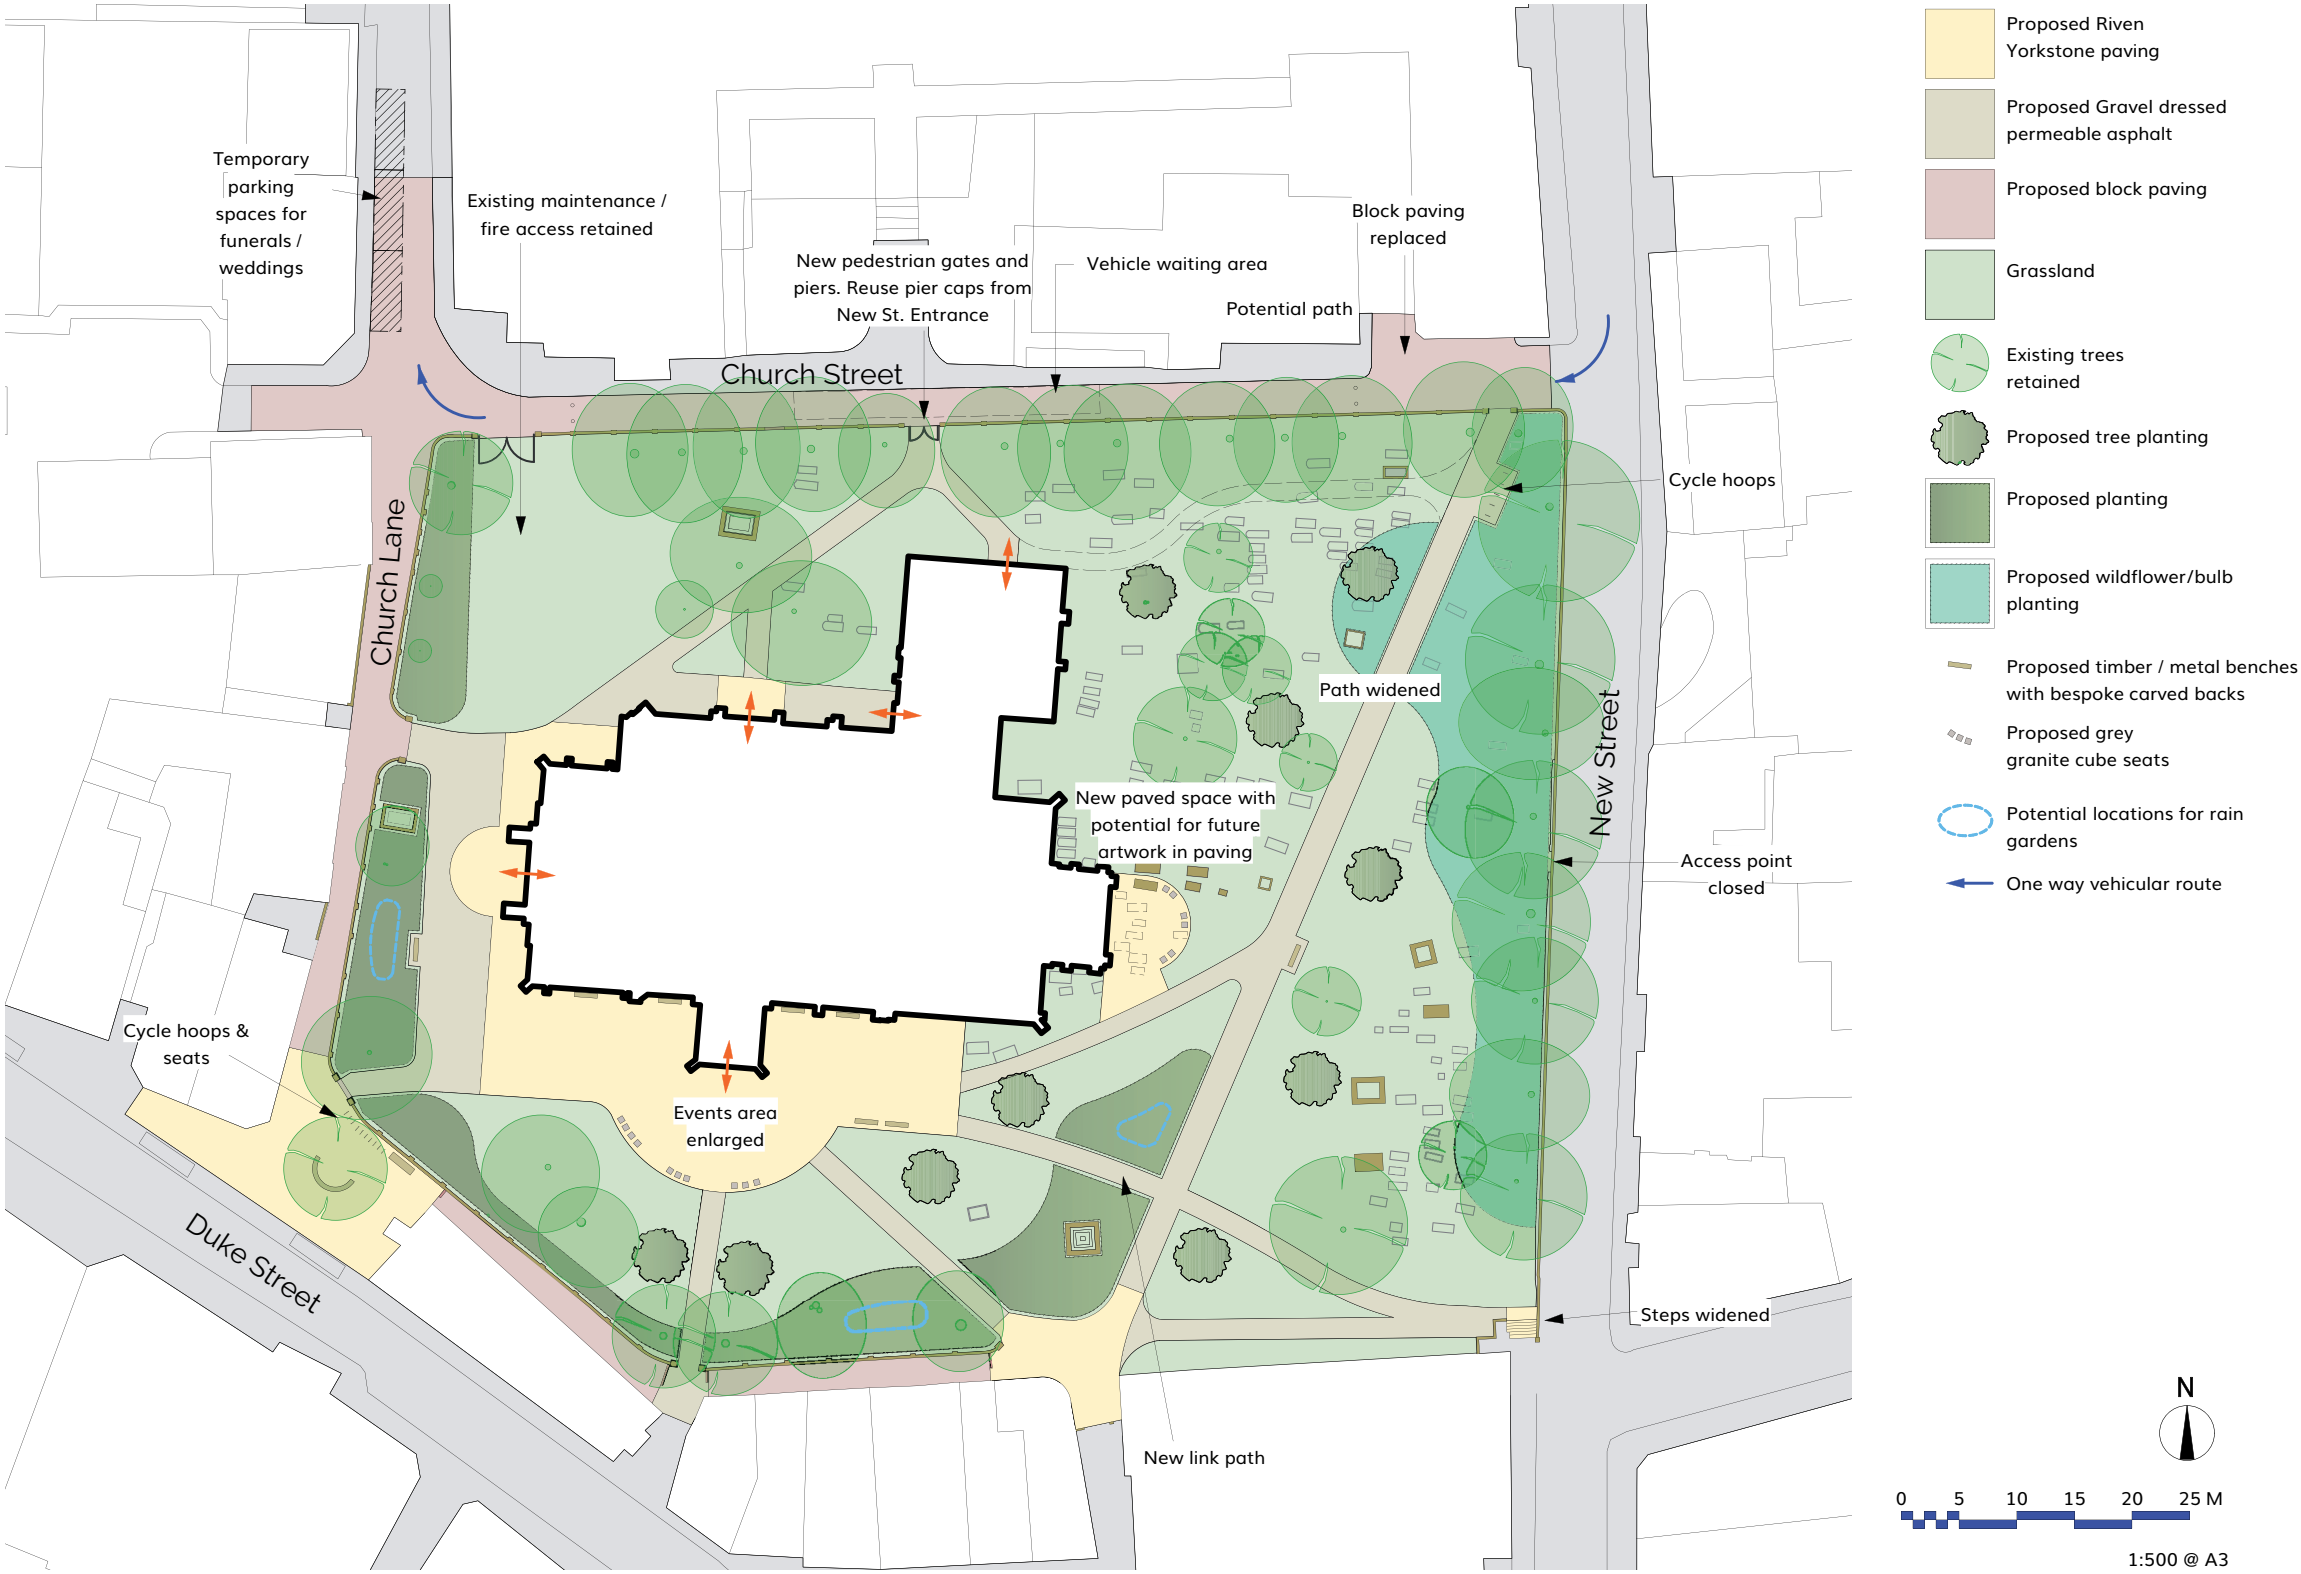 Temporary
parking
spaces for
funerals /
weddings
Existing maintenance /
fire access retained
New pedestrian gates and
piers. Reuse pier caps from
New St. Entrance
Vehicle waiting area
Potential path
Block paving
replaced
Church Street
Cycle hoops
Church Lane
Path widened
New Street
New paved space with
potential for future
artwork in paving
Access point
closed
Cycle hoops &
seats
Events area
enlarged
Duke Street
Steps widened
New link path
Proposed Riven
Yorkstone paving
Proposed Gravel dressed
permeable asphalt
Proposed block paving
Grassland
Existing trees
retained
Proposed tree planting
Proposed planting
Proposed wildflower/bulb
planting
Proposed timber / metal benches
with bespoke carved backs
Proposed grey
granite cube seats
Potential locations for rain
gardens
One way vehicular route
N
0 5 10 15 20 25 M
1:500 @ A3